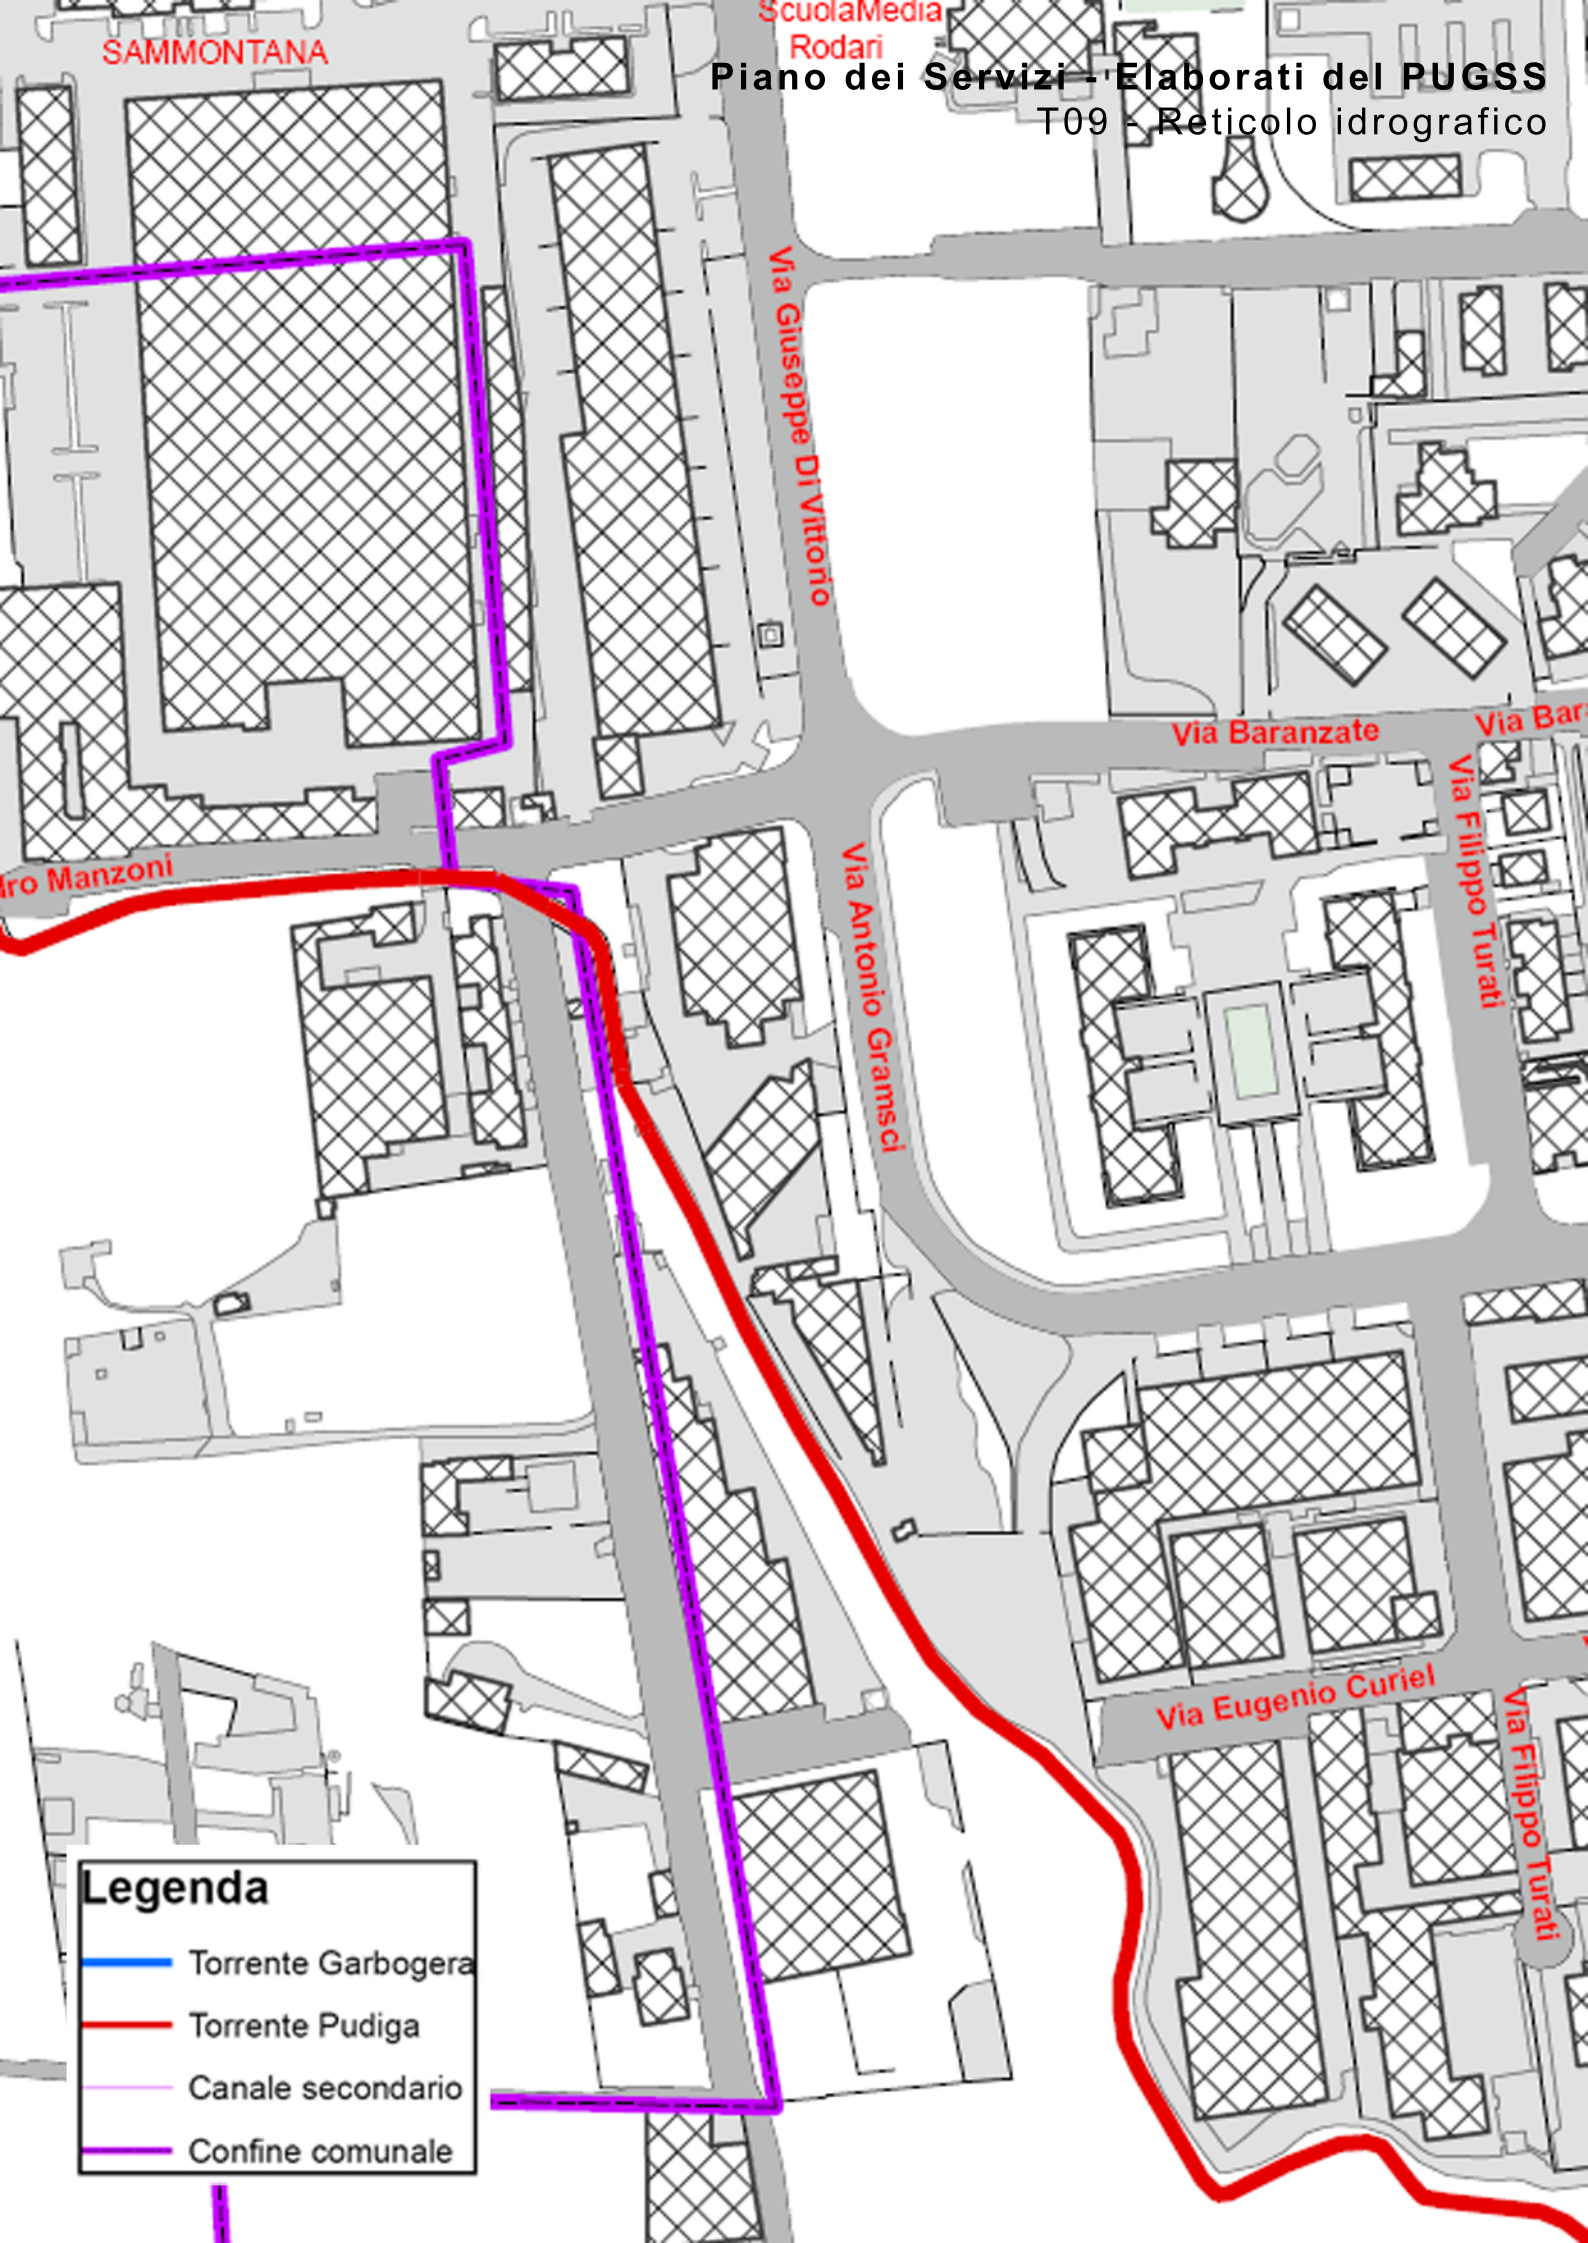 ScuolaMedia
Rodari
SAMMONTANA
Piano dei Servizi - Elaborati del PUGSS
T09 - Reticolo idrografico
Via Giuseppe Di Vittorio
Via Baranzate
Via Bar
Via Filippo Turati
Manzoni
Via Antonio Gramsci
Via Eugenio Curiel
Via Filippo Turati
Legenda
Torrente Garbogera
Torrente Pudiga
Canale secondario
Confine comunale